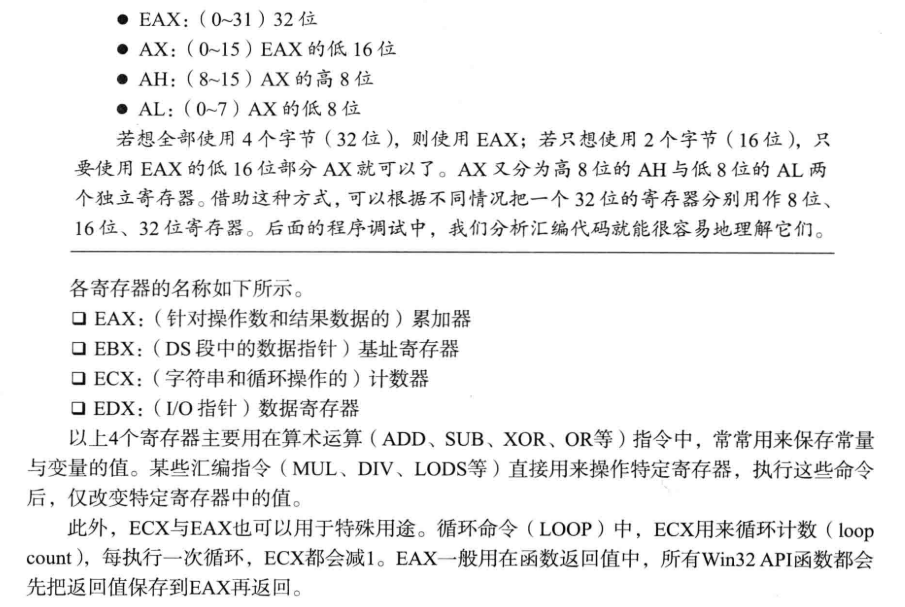 ● EAX:（0~31）32 位
● AX:（0~15）EAX 的低 16 位
● AH:（8~15）AX 的高 8 位
● AL:（0~7）AX 的低 8 位
若想全部使用 4 个字节（32 位），则使用 EAX；若只想使用 2 个字节（16 位），只
要使用 EAX 的低 16 位部分 AX 就可以了。AX 又分为高 8 位的 AH 与低 8 位的 AL 两
个独立寄存器。借助这种方式，可以根据不同情况把一个 32 位的寄存器分别用作 8 位、
16 位、32 位寄存器。后面的程序调试中，我们分析汇编代码就能很容易地理解它们。
各寄存器的名称如下所示。
❑ EAX:（针对操作数和结果数据的）累加器
❑ EBX:（DS 段中的数据指针）基址寄存器
❑ ECX:（字符串和循环操作的）计数器
❑ EDX:（I/O 指针）数据寄存器
以上4个寄存器主要用在算术运算（ADD、SUB、XOR、OR等）指令中，常常用来保存常量
与变量的值。某些汇编指令（MUL、DIV、LODS等）直接用来操作特定寄存器，执行这些命令
后，仅改变特定寄存器中的值。
此外，ECX与EAX也可以用于特殊用途。循环命令（LOOP）中，ECX用来循环计数（loop
count），每执行一次循环，ECX都会减1。EAX一般用在函数返回值中，所有Win32 API函数都会
先把返回值保存到EAX再返回。